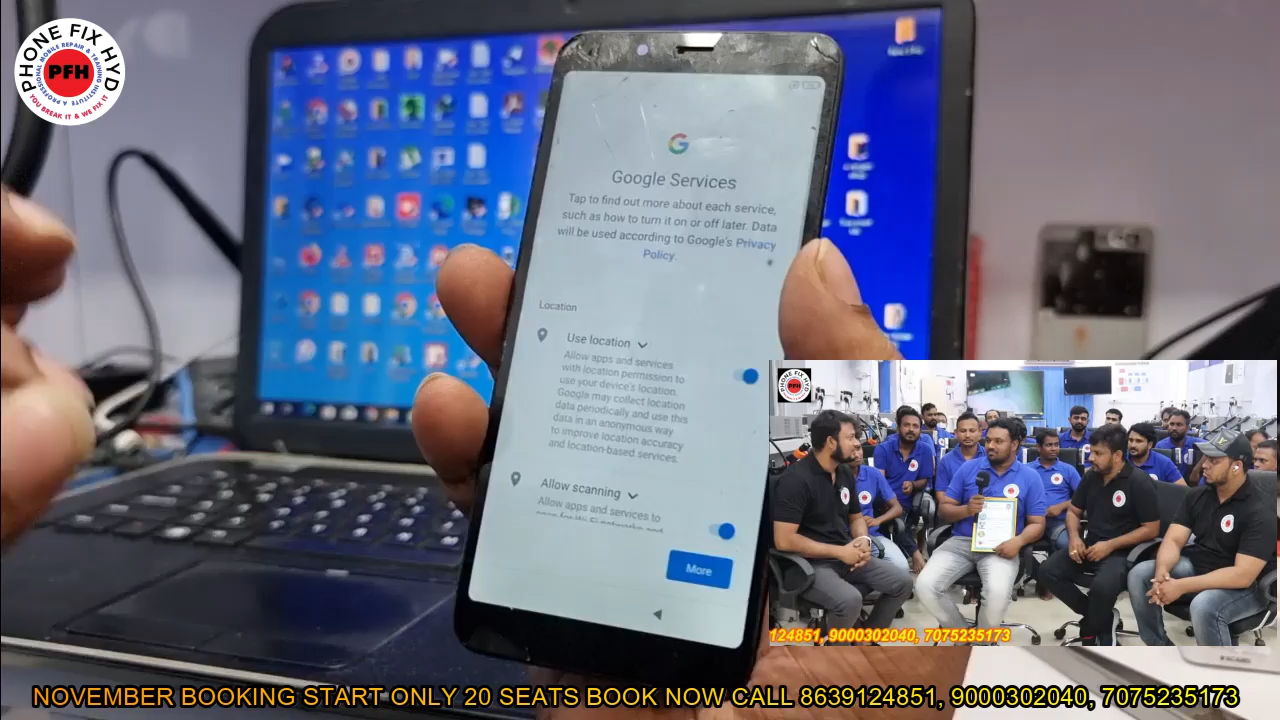 PHONE FIX HYD
A PROFESSIONAL MOBILE REPAIR & TRAINING INSTITUTE
PFH
YOU BREAK IT & WE FIX IT
Google Services
Tap to find out more about each service,
such as how to turn it on or off later. Data
will be used according to Google's Privacy
Policy.
Location
Use location
Allow apps and services
with location permission to
use your device's location.
Google may collect location
data periodically and use this
data in an anonymous way
to improve location accuracy
and location-based services.
Allow scanning
Allow apps and services to
More
PHONE FIX HYD
PFH
124851, 9000302040, 7075235173
NOVEMBER BOOKING START ONLY 20 SEATS BOOK NOW CALL 8639124851, 9000302040, 7075235173